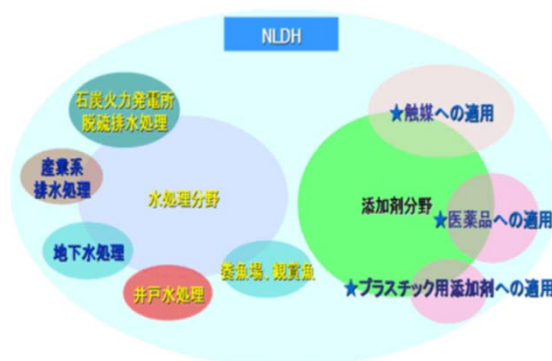 NLDH
石炭火力発電所
脱硫排水処理
★触媒への適用
産業系
排水処理
水処理分野
添加剤分野
★医薬品への適用
地下水処理
養魚場、観賞魚
井戸水処理
★プラスチック用添加剤への適用